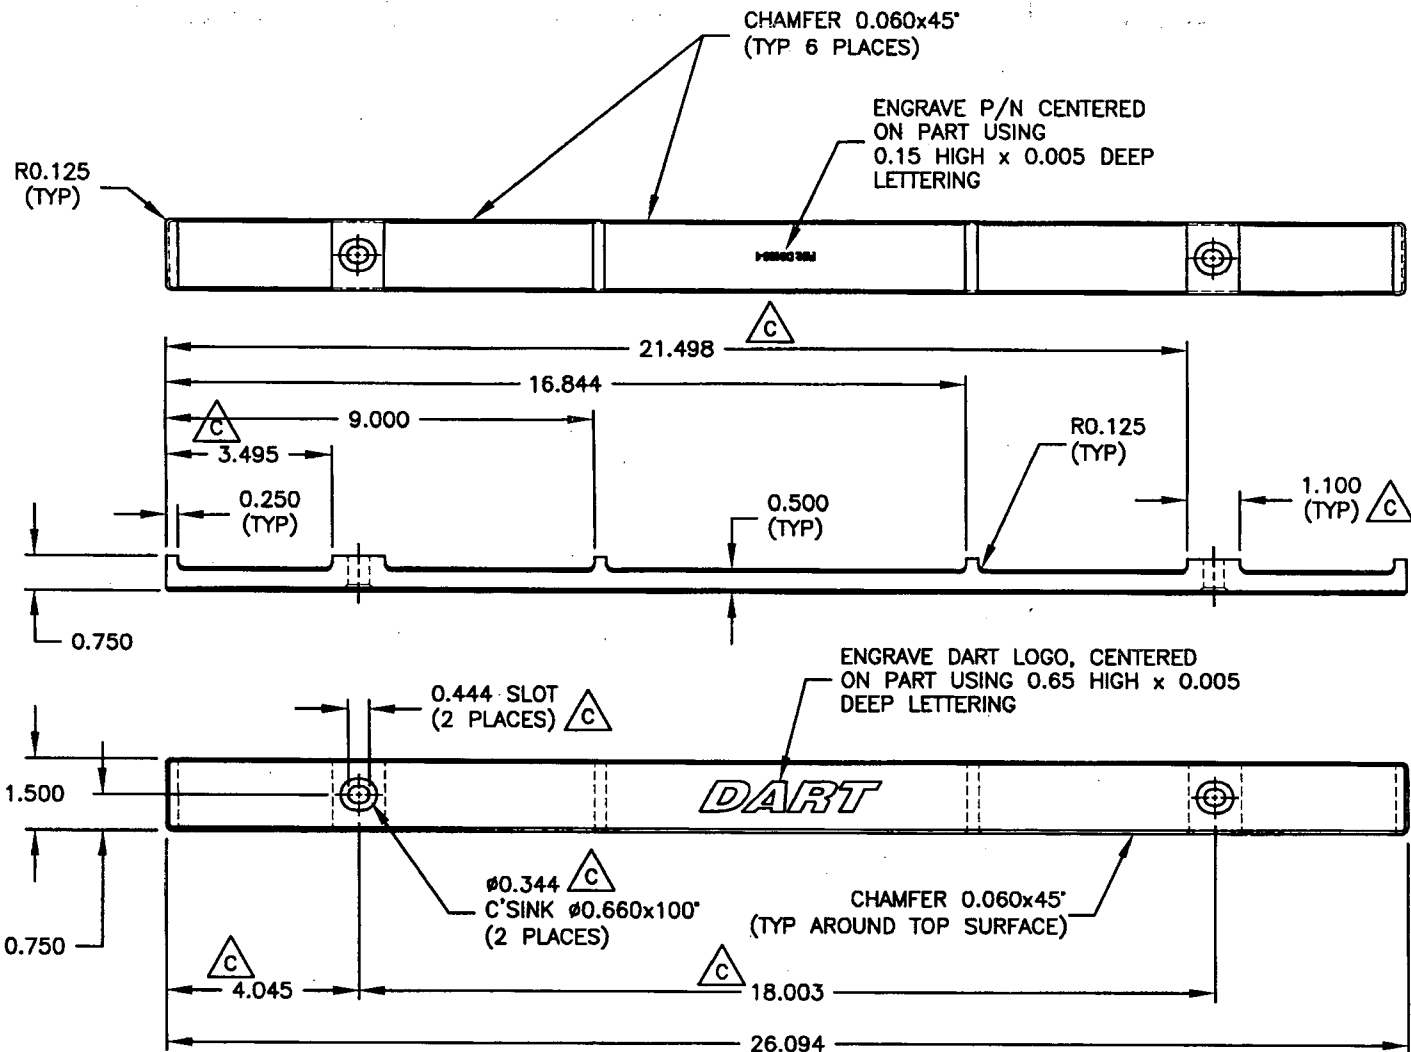 CHAMFER 0.060x45°
(TYP 6 PLACES)
ENGRAVE P/N CENTERED
ON PART USING
0.15 HIGH x 0.005 DEEP
LETTERING
R0.125
(TYP)
C
21.498
16.844
C
9.000
3.495
R0.125
(TYP)
0.250
(TYP)
0.500
(TYP)
1.100
(TYP) C
0.750
ENGRAVE DART LOGO, CENTERED
ON PART USING 0.65 HIGH x 0.005
DEEP LETTERING
0.444 SLOT
(2 PLACES) C
1.500
DART
Ø0.344 C
C'SINK Ø0.660x100°
(2 PLACES)
CHAMFER 0.060x45°
(TYP AROUND TOP SURFACE)
0.750
C
4.045
C
18.003
26.094